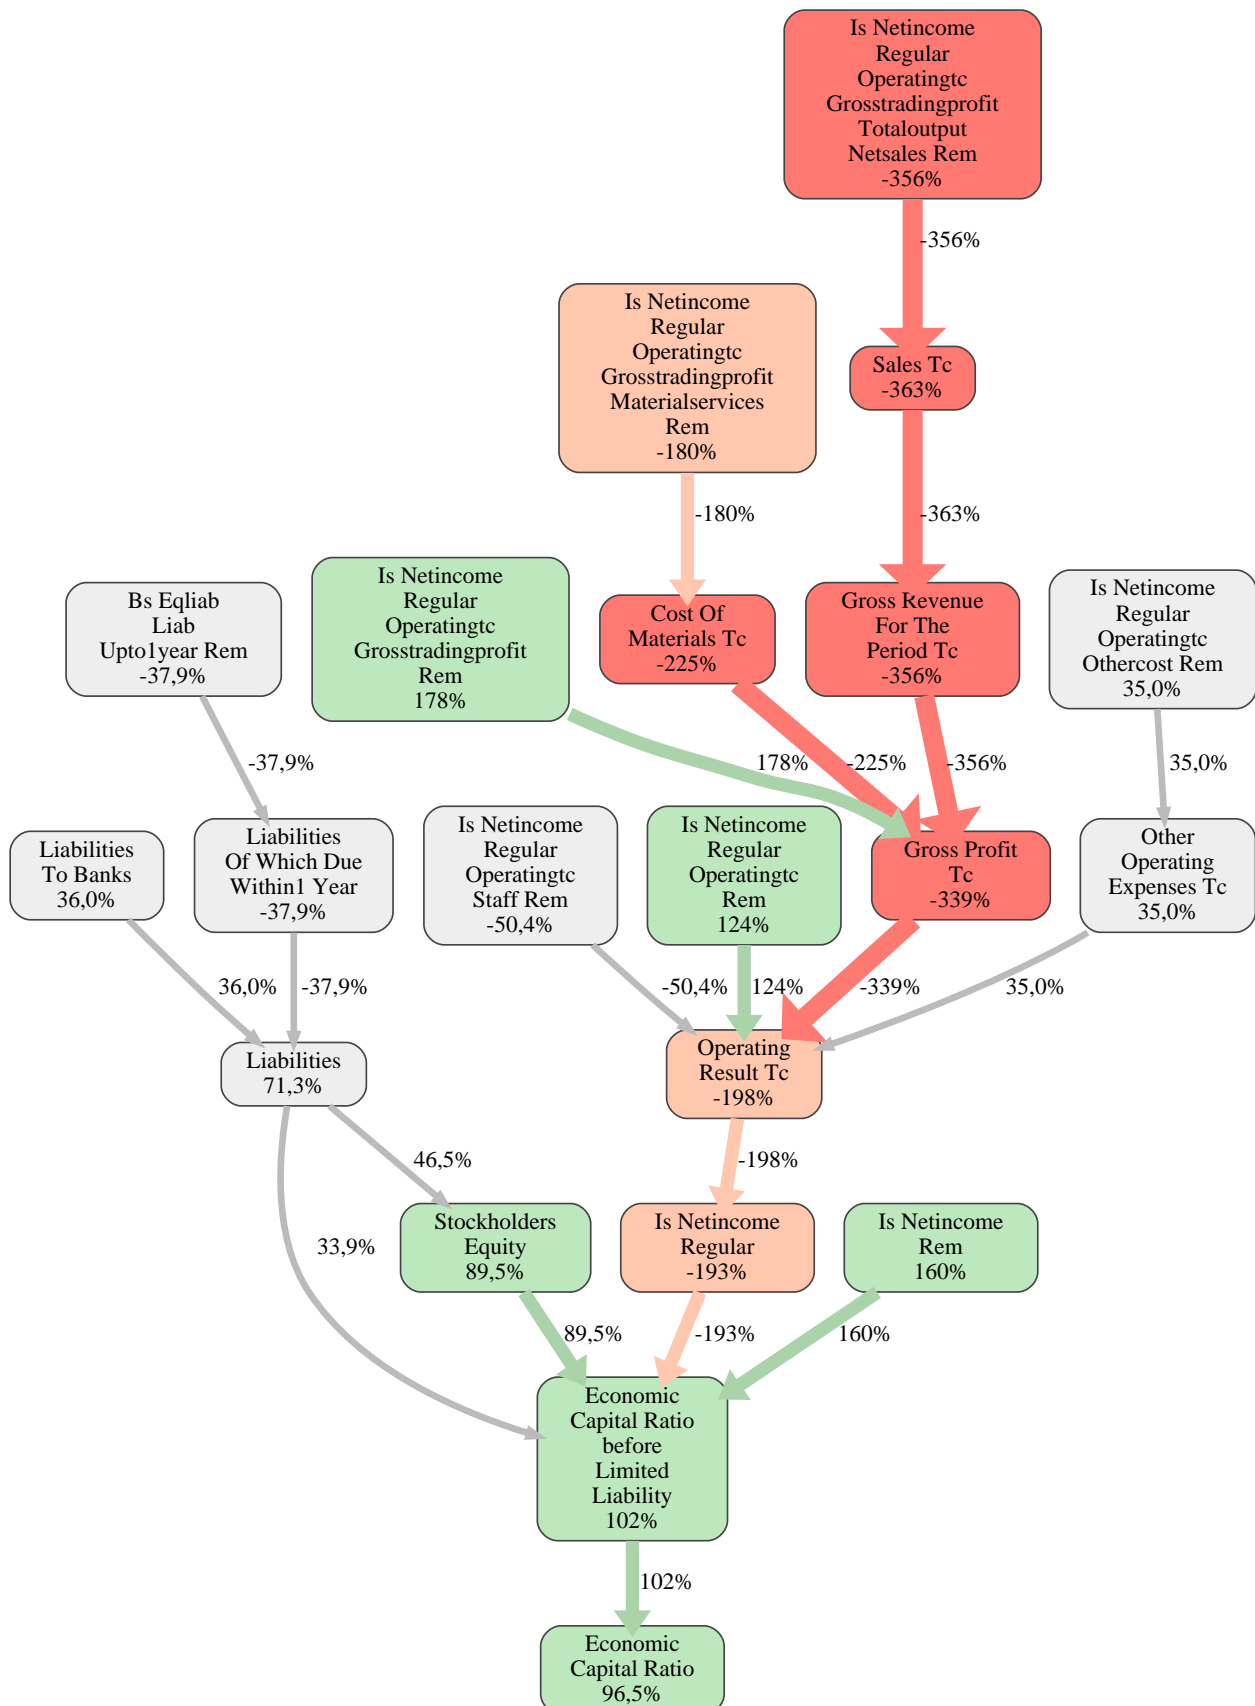 Is Netincome
Regular
Operatingtc
Grosstradingprofit
Totaloutput
Netsales Rem
-356%
-356%
Is Netincome
Regular
Operatingtc
Grosstradingprofit
Materialservices
Rem
-180%
Sales Tc
-363%
-180%
-363%
Bs Eqliab
Liab
Upto1year Rem
-37,9%
Is Netincome
Regular
Operatingtc
Grosstradingprofit
Rem
178%
Cost Of
Materials Tc
-225%
Gross Revenue
For The
Period Tc
-356%
Is Netincome
Regular
Operatingtc
Othercost Rem
35,0%
-37,9%
178%
-225%
-356%
35,0%
Liabilities
To Banks
36,0%
Liabilities
Of Which Due
Within1 Year
-37,9%
Is Netincome
Regular
Operatingtc
Staff Rem
-50,4%
Is Netincome
Regular
Operatingtc
Rem
124%
Gross Profit
Tc
-339%
Other
Operating
Expenses Tc
35,0%
36,0%
-37,9%
-50,4%
124%
-339%
35,0%
Liabilities
71,3%
Operating
Result Tc
-198%
46,5%
-198%
33,9%
Stockholders
Equity
89,5%
Is Netincome
Regular
-193%
Is Netincome
Rem
160%
89,5%
-193%
160%
Economic
Capital Ratio
before
Limited
Liability
102%
102%
Economic
Capital Ratio
96,5%